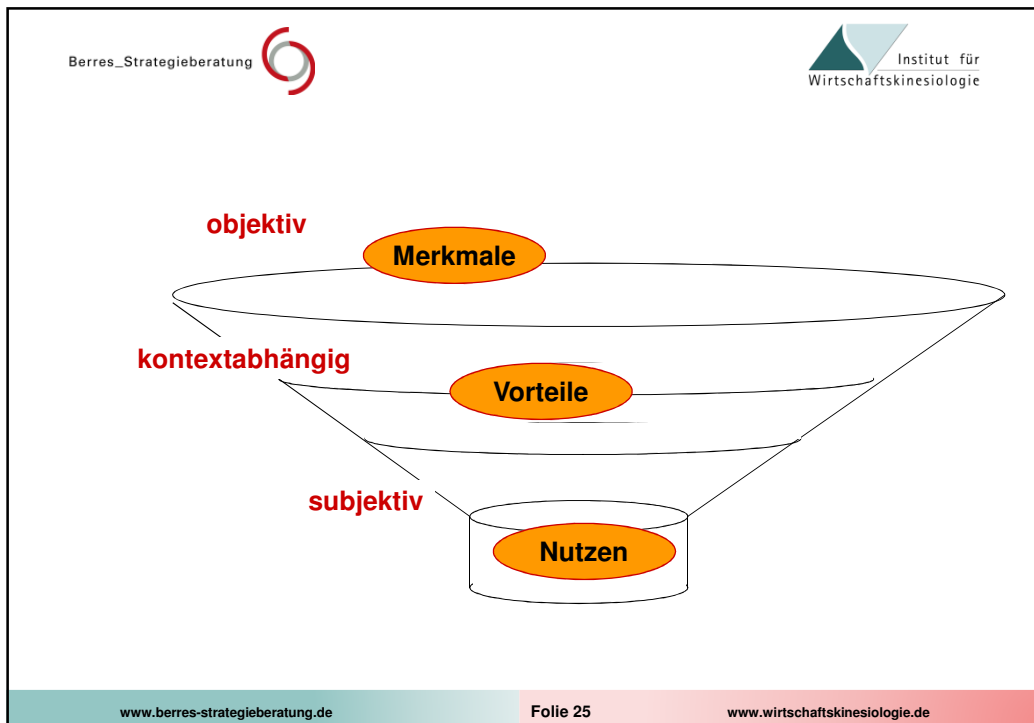 Berres_Strategieberatung
Institut für
Wirtschaftskinesiologie
objektiv
Merkmale
kontextabhängig
Vorteile
subjektiv
Nutzen
www.berres-strategieberatung.de
Folie 25
www.wirtschaftskinesiologie.de